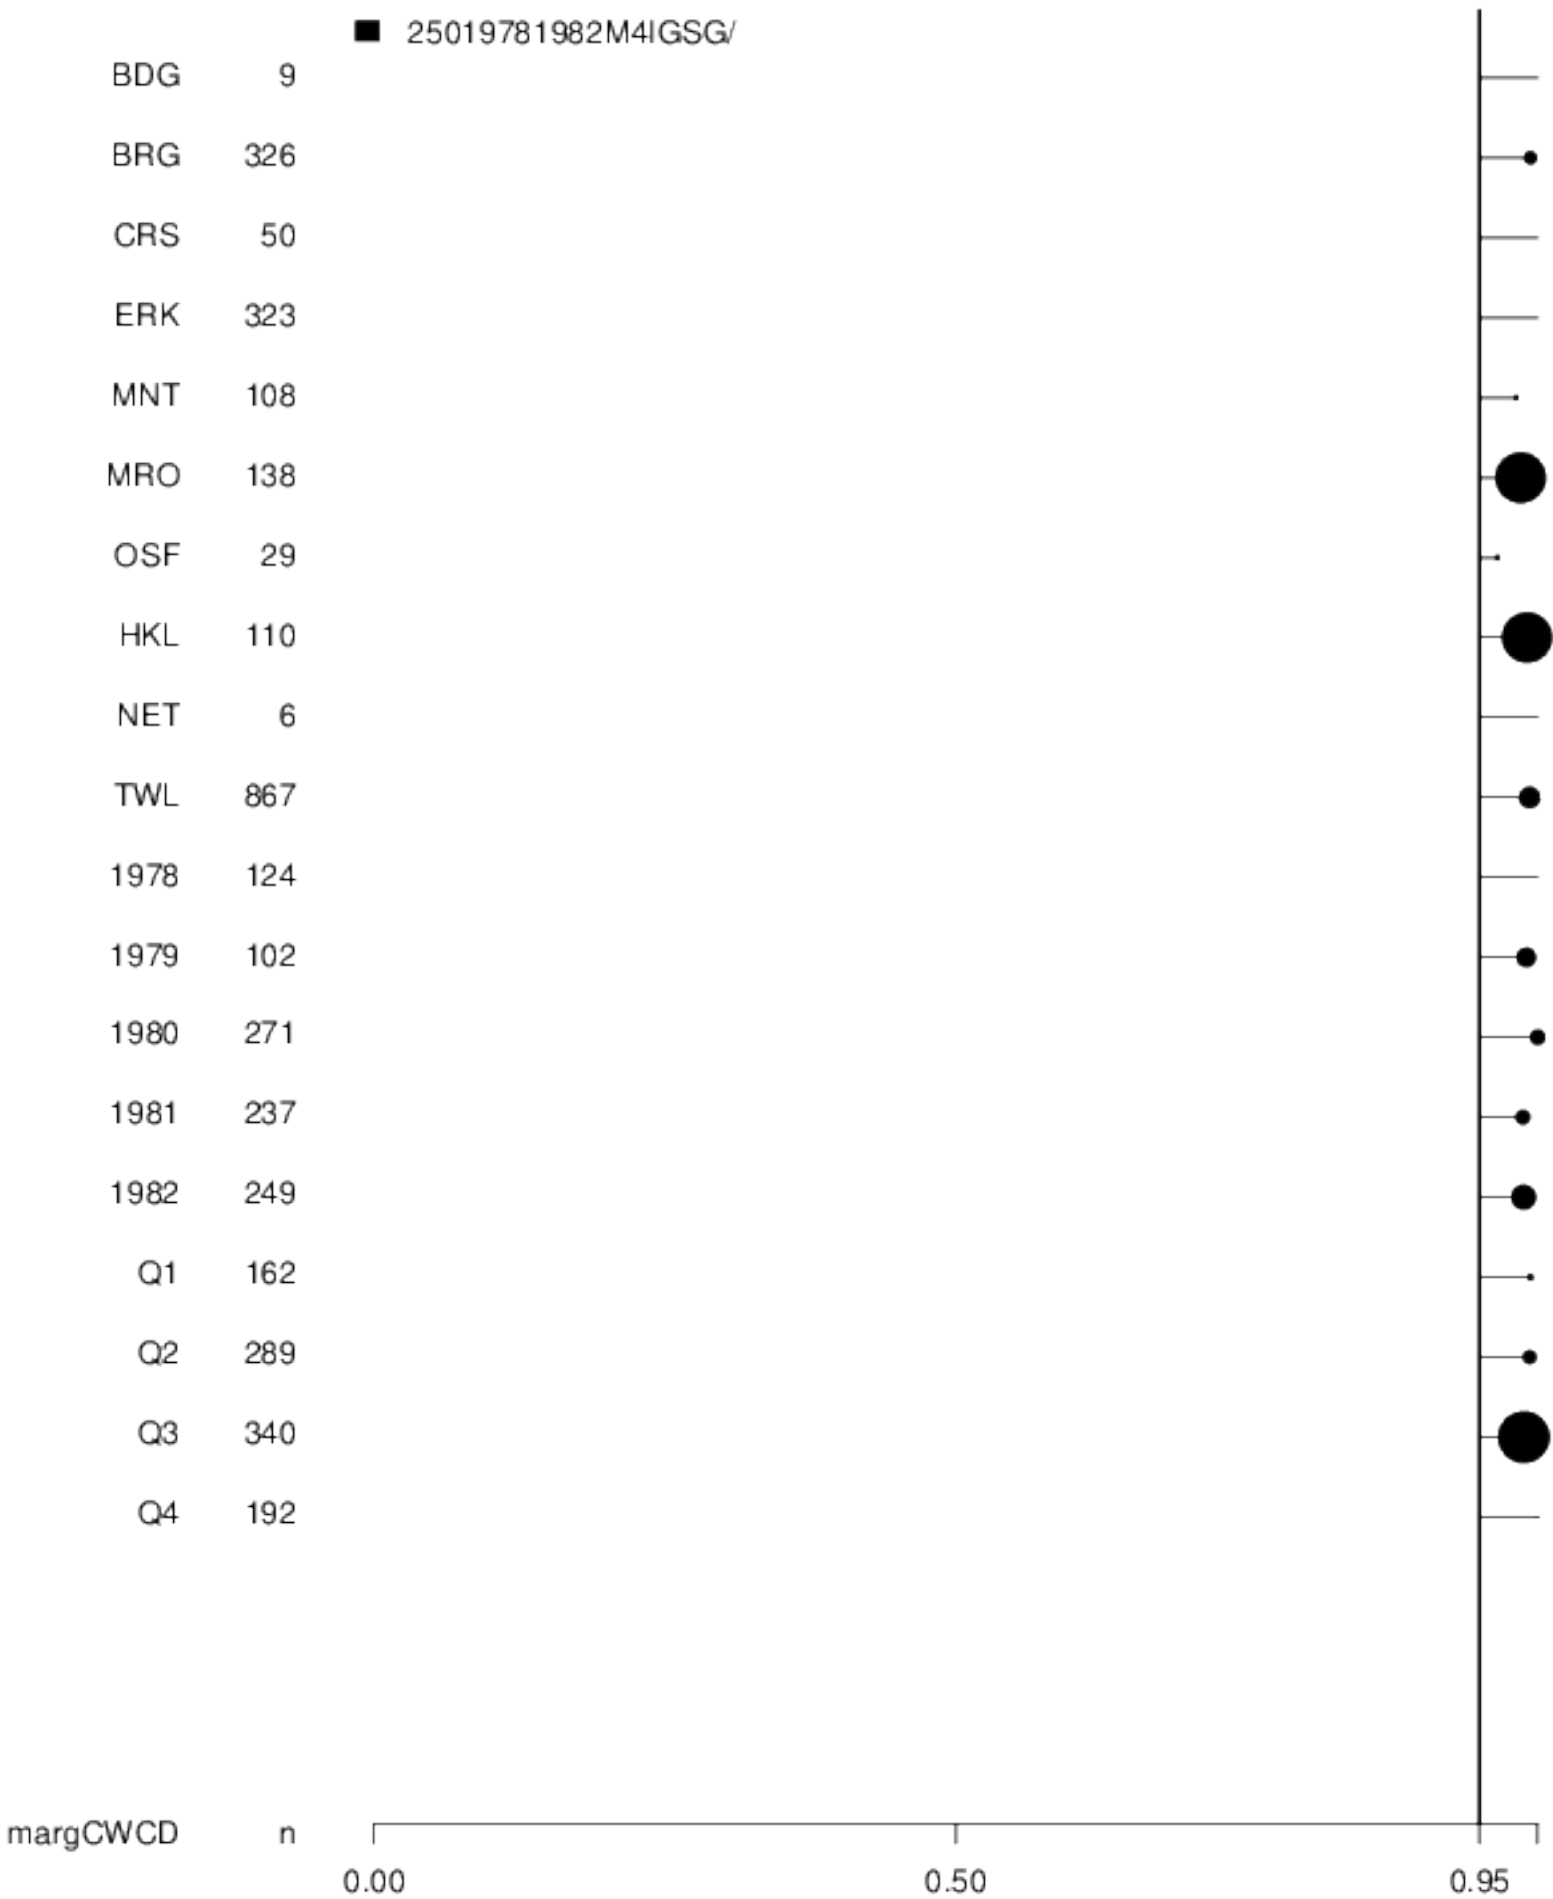 25019781982M4IGSG/
BDG 9
BRG 326
CRS 50
ERK 323
MNT 108
MRO 138
OSF 29
HKL 110
NET 6
TWL 867
1978 124
1979 102
1980 271
1981 237
1982 249
Q1 162
Q2 289
Q3 340
Q4 192
margCWCD n
0.00 0.50 0.95